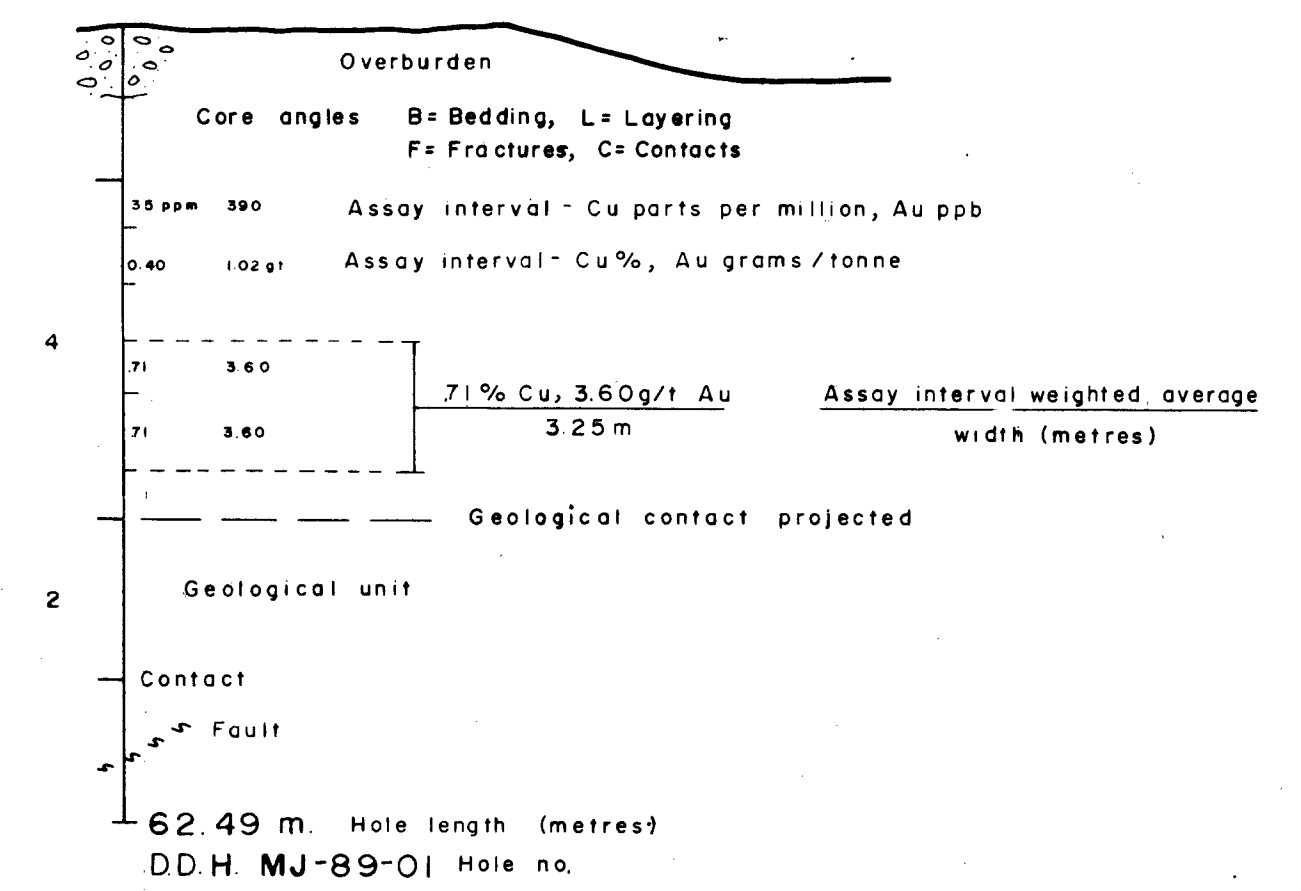 Overburden
Core angles B= Bedding, L= Layering
F= Fractures, C= Contacts
35 ppm 390 Assay interval - Cu parts per million, Au ppb
0.40 1.02 gt Assay interval - Cu%, Au grams/tonne
4
.71 3.60
.71% Cu, 3.60g/t Au Assay interval weighted average
3.25 m width (metres)
.71 3.60
Geological contact projected
Geological unit
2
Contact
Fault
62.49 m. Hole length (metres)
D.D.H. MJ-89-01 Hole no.